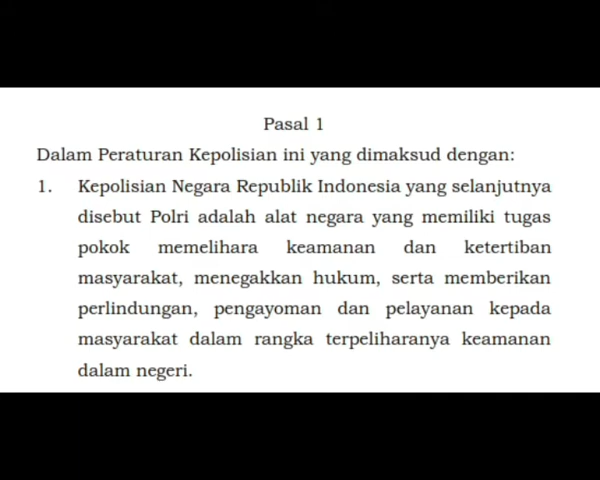 Pasal 1
Dalam Peraturan Kepolisian ini yang dimaksud dengan:
1. Kepolisian Negara Republik Indonesia yang selanjutnya
disebut Polri adalah alat negara yang memiliki tugas
pokok memelihara keamanan dan ketertiban
masyarakat, menegakkan hukum, serta memberikan
perlindungan, pengayoman dan pelayanan kepada
masyarakat dalam rangka terpeliharanya keamanan
dalam negeri.